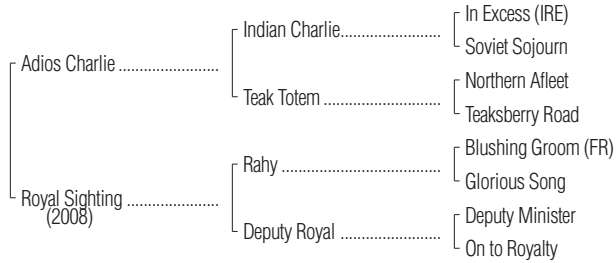 In Excess (IRE)
Indian Charlie....................
Soviet Sojourn
Adios Charlie ....................
Northern Afleet
Teak Totem ........................
Teaksberry Road
Blushing Groom (FR)
Rahy ................................
Glorious Song
Royal Sighting ..................
(2008)
Deputy Minister
Deputy Royal ....................
On to Royalty